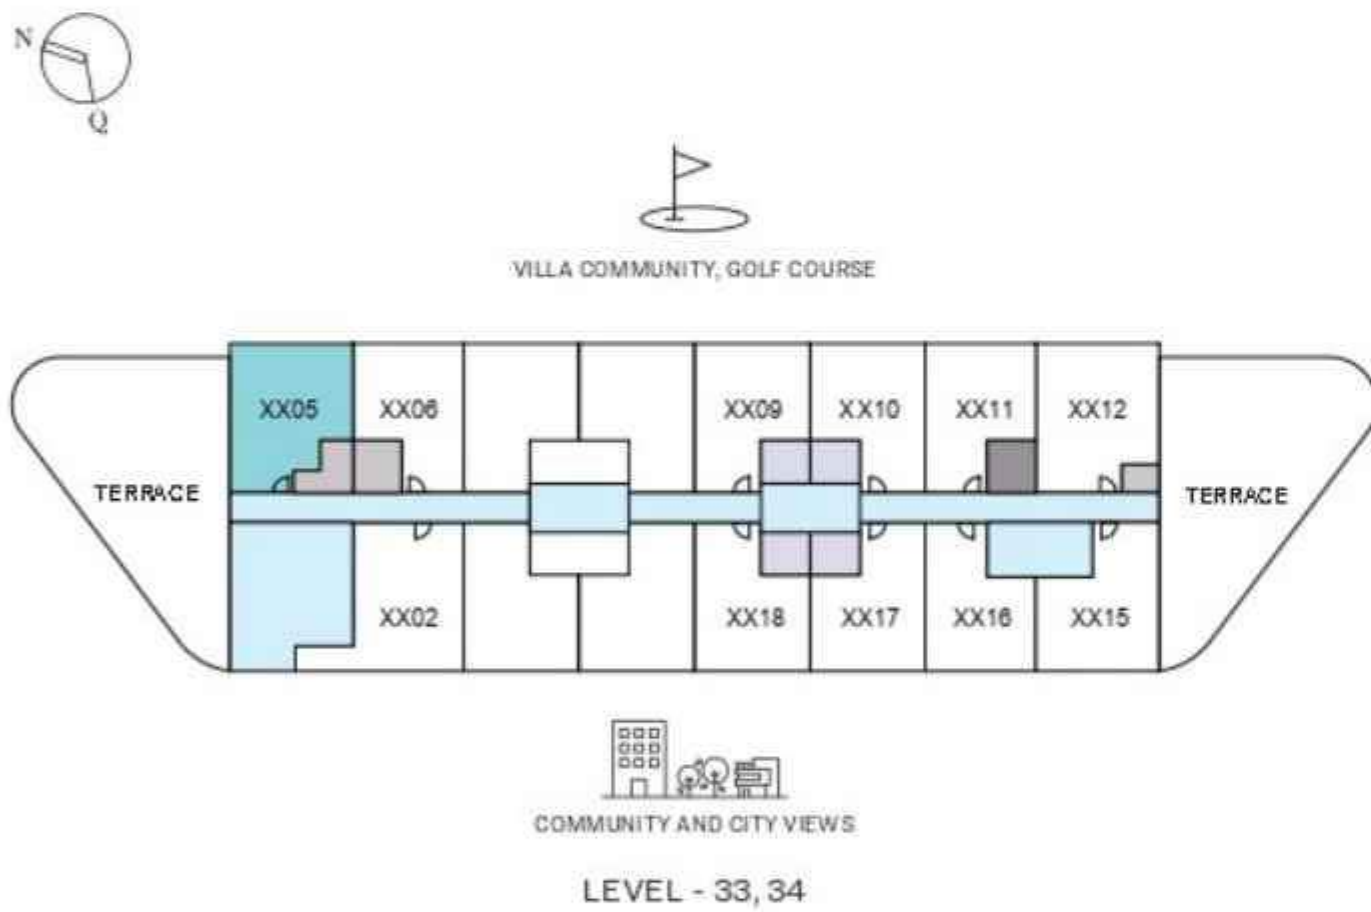 N
Q
VILLA COMMUNITY, GOLF COURSE
XX05 XX06 XX09 XX10 XX11 XX12
TERRACE TERRACE
XX02 XX18 XX17 XX16 XX15
COMMUNITY AND CITY VIEWS
LEVEL - 33, 34